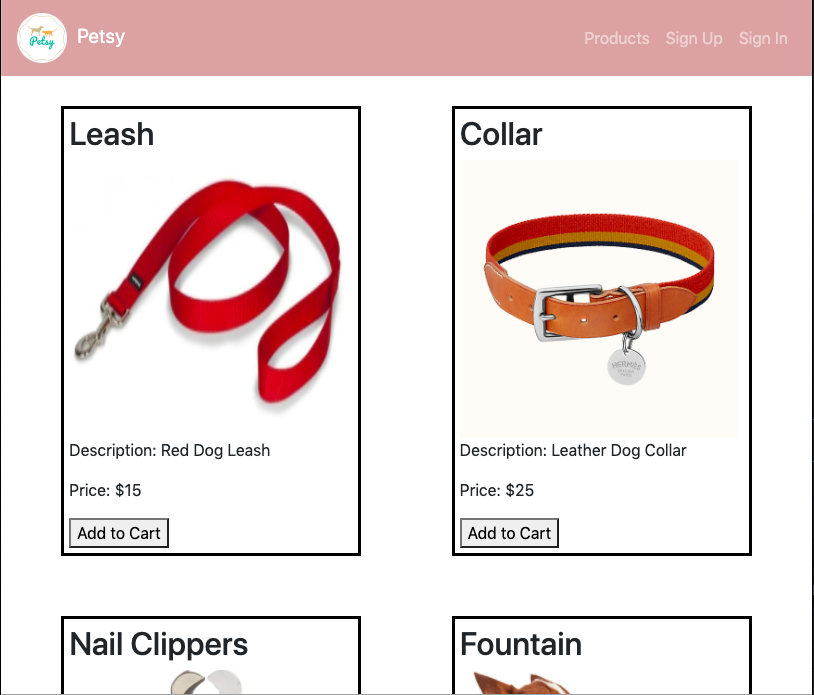 Petsy
Petsy
Products
Sign Up
Sign In
Leash
Description: Red Dog Leash
Price: $15
Add to Cart
Collar
HERMÈS
Description: Leather Dog Collar
Price: $25
Add to Cart
Nail Clippers
Fountain